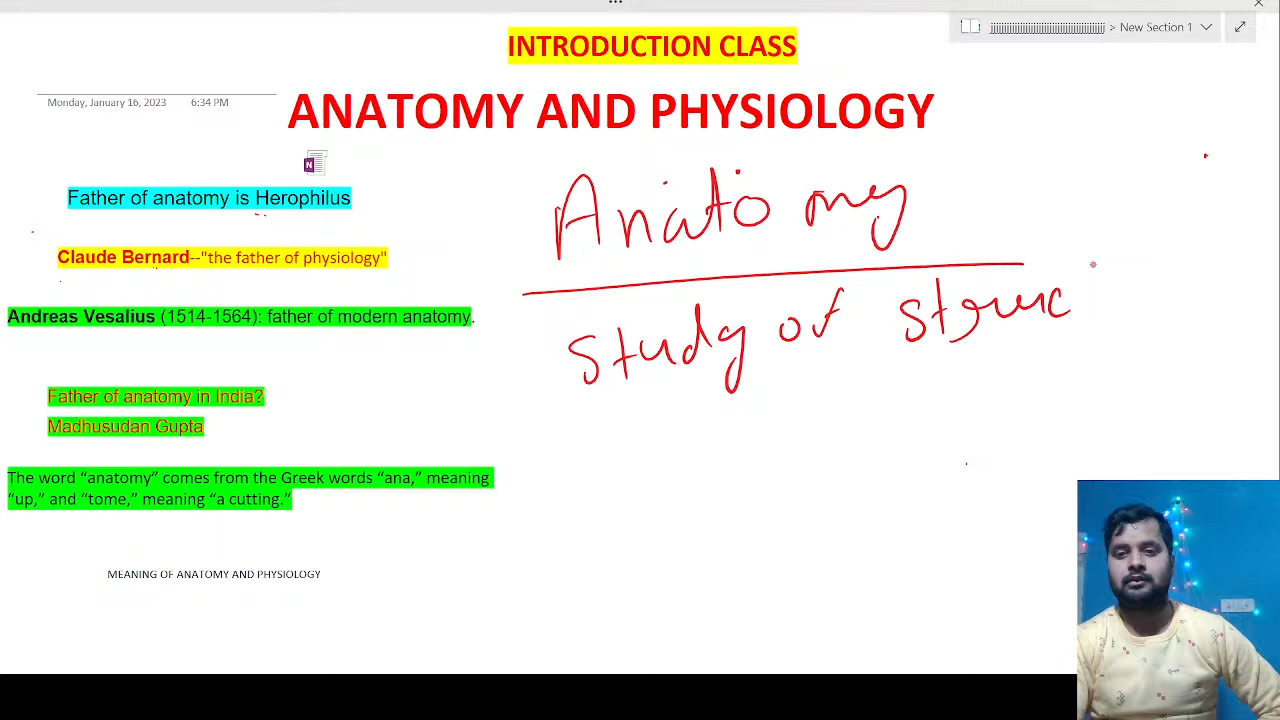 INTRODUCTION CLASS
jjjjjjjjjjjjjjjjjjjjjjjjjjjjjjjjjjjj > New Section 1
Monday, January 16, 2023 6:34 PM
ANATOMY AND PHYSIOLOGY
Father of anatomy is Herophilus
Claude Bernard--"the father of physiology"
Andreas Vesalius (1514-1564): father of modern anatomy.
Father of anatomy in India?
Madhusudan Gupta
The word “anatomy” comes from the Greek words “ana,” meaning
“up,” and “tome,” meaning “a cutting.”
MEANING OF ANATOMY AND PHYSIOLOGY
Anatomy
Study of struc